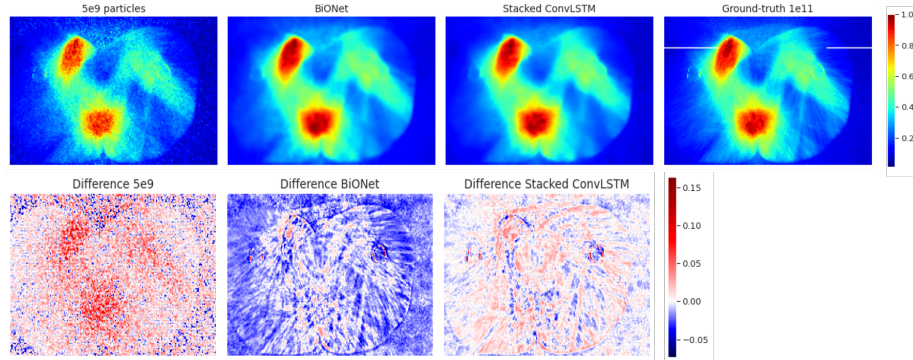 5e9 particles
BiONet
Stacked ConvLSTM
Ground-truth 1e11
1.0
0.8
0.6
0.4
0.2
Difference 5e9
Difference BiONet
Difference Stacked ConvLSTM
0.15
0.10
0.05
0.00
−0.05